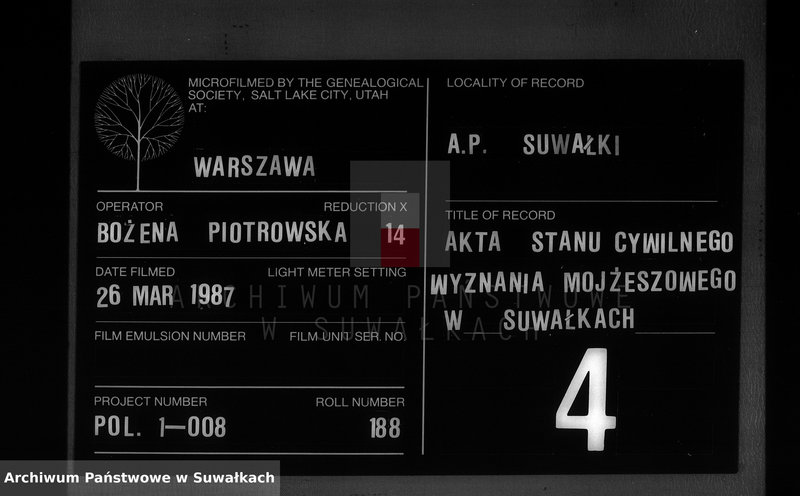 MICROFILMED BY THE GENEALOGICAL
SOCIETY, SALT LAKE CITY, UTAH
AT:
WARSZAWA
OPERATOR REDUCTION X
BOŻENA PIOTROWSKA 14
DATE FILMED LIGHT METER SETTING
26 MAR 1987
FILM EMULSION NUMBER FILM UNIT SER. NO.
PROJECT NUMBER ROLL NUMBER
POL. 1—008 188
LOCALITY OF RECORD
A.P. SUWAŁKI
TITLE OF RECORD
AKTA STANU CYWILNEGO
WYZNANIA MOJŻESZOWEGO
W SUWAŁKACH
4
ARCHIWUM PAŃSTWOWE
W SUWAŁKACH
Archiwum Państwowe w Suwałkach